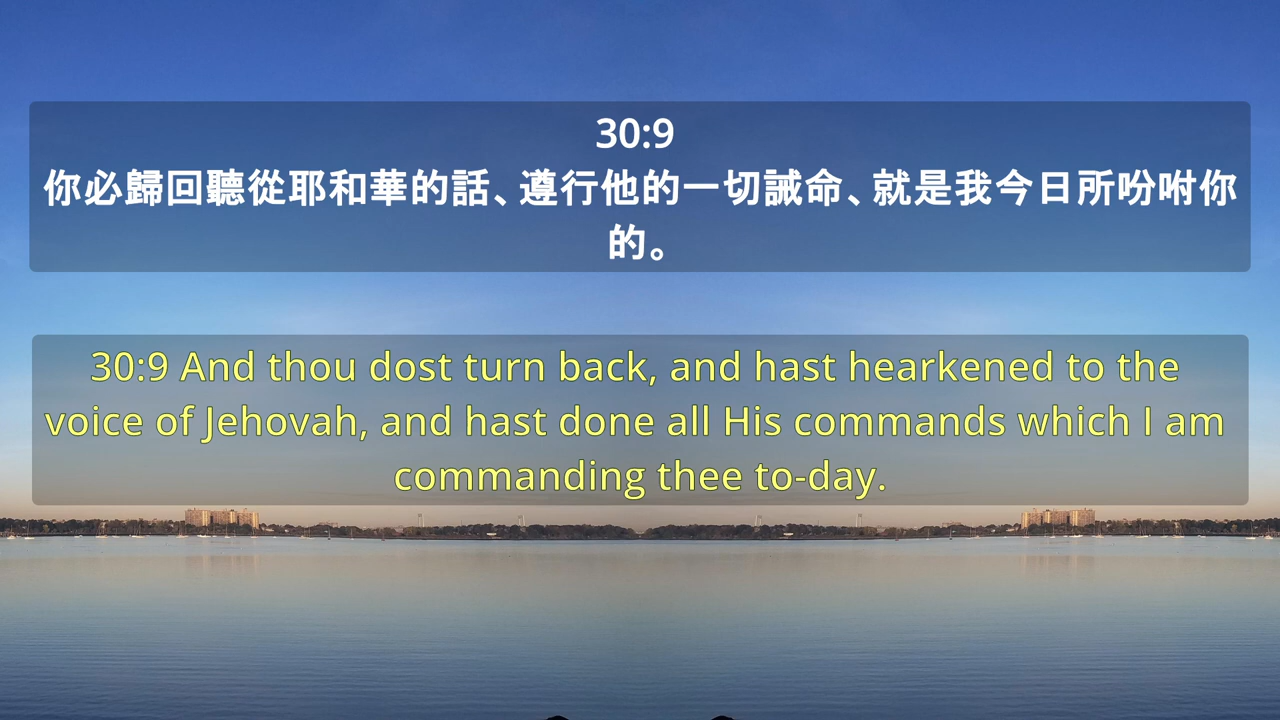 30:9
你必歸回聽從耶和華的話、遵行他的一切誡命、就是我今日所吩咐你
的。
30:9 And thou dost turn back, and hast hearkened to the
voice of Jehovah, and hast done all His commands which I am
commanding thee to-day.